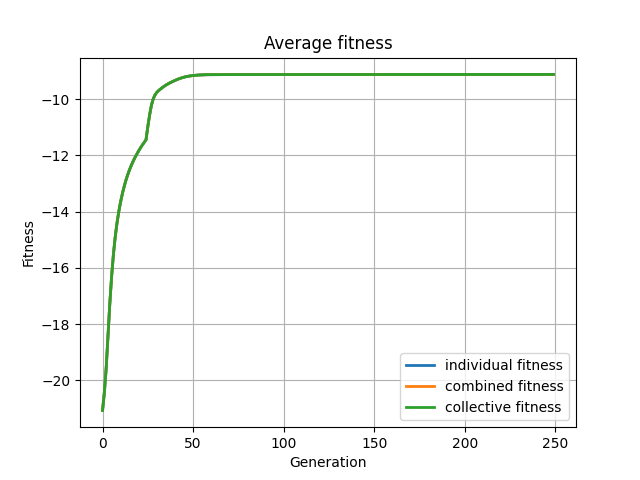 Average fitness
Fitness
−10
−12
−14
−16
−18
−20
0
50
100
150
200
250
Generation
individual fitness
combined fitness
collective fitness